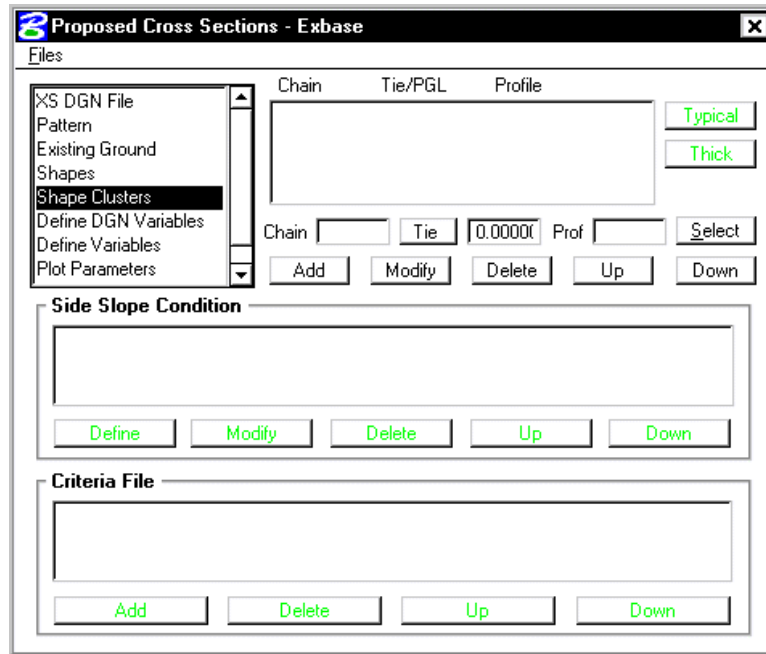 Proposed Cross Sections - Exbase
Files
XS DGN File
Pattern
Existing Ground
Shapes
Shape Clusters
Define DGN Variables
Define Variables
Plot Parameters
Chain Tie/PGL Profile
Typical
Thick
Chain Tie 0.0000( Prof Select
Add Modify Delete Up Down
Side Slope Condition
Define Modify Delete Up Down
Criteria File
Add Delete Up Down